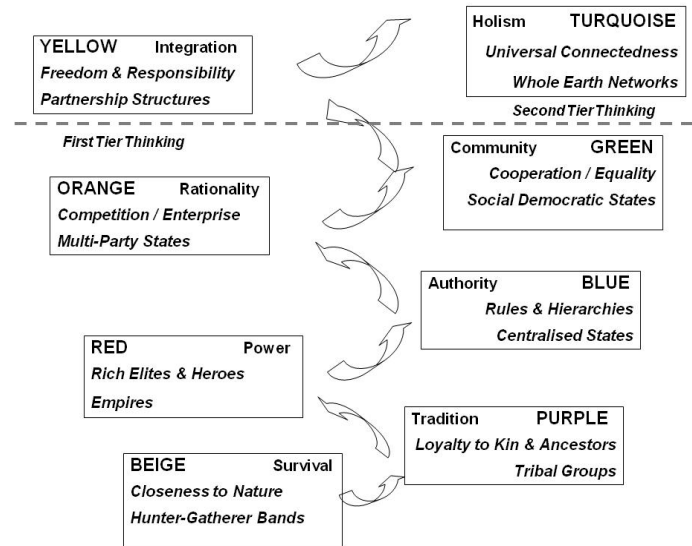 YELLOW Integration
Freedom & Responsibility
Partnership Structures
Holism TURQUOISE
Universal Connectedness
Whole Earth Networks
Second Tier Thinking
First Tier Thinking
Community GREEN
Cooperation / Equality
Social Democratic States
ORANGE Rationality
Competition / Enterprise
Multi-Party States
Authority BLUE
Rules & Hierarchies
Centralised States
RED Power
Rich Elites & Heroes
Empires
Tradition PURPLE
Loyalty to Kin & Ancestors
Tribal Groups
BEIGE Survival
Closeness to Nature
Hunter-Gatherer Bands